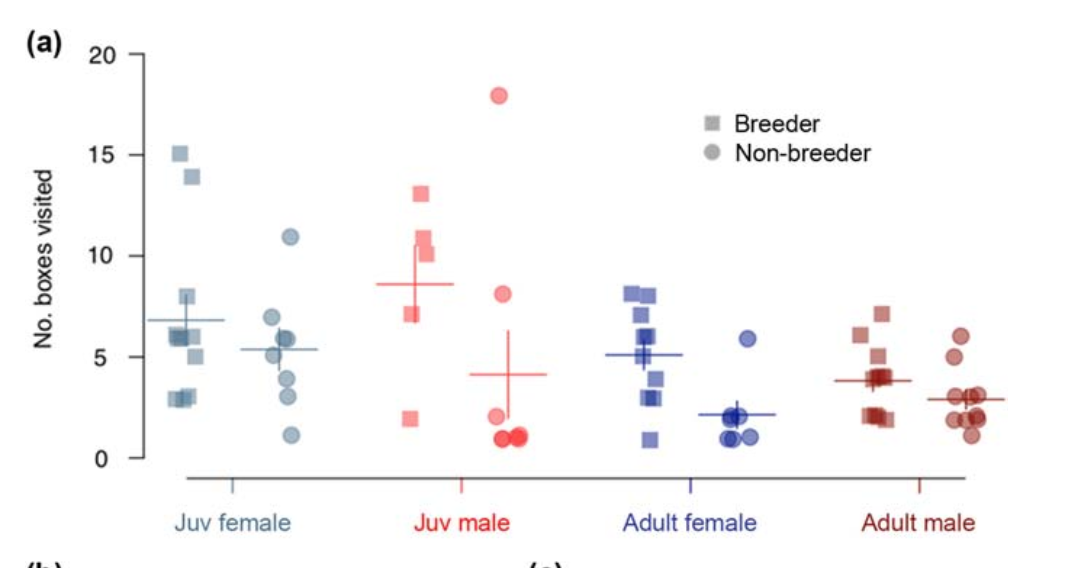 (a)
20
15
10
5
0
No. boxes visited
Breeder
Non-breeder
Juv female
Juv male
Adult female
Adult male